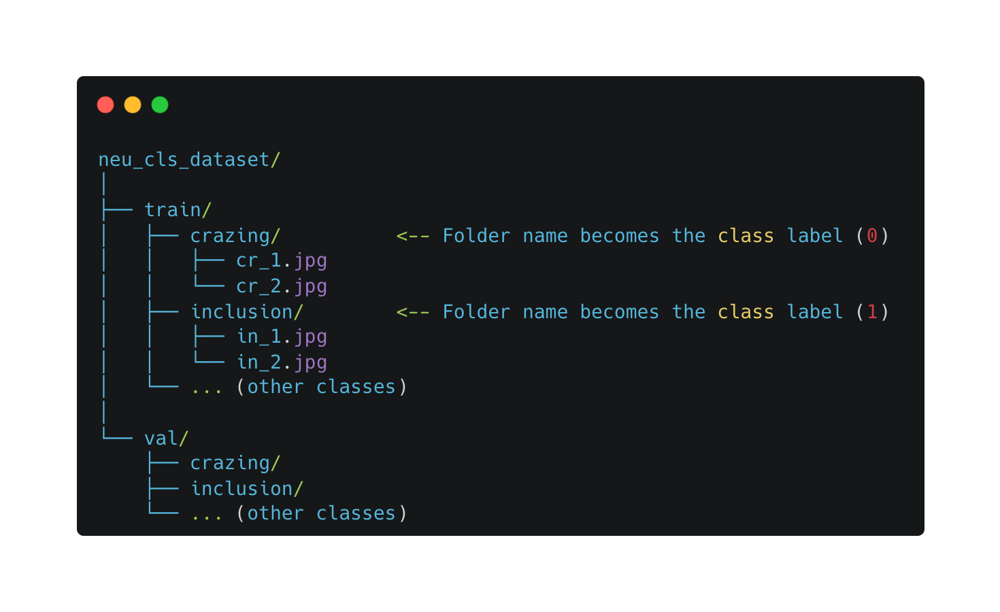 neu_cls_dataset/
│
├── train/
│   ├── crazing/          <-- Folder name becomes the class label (0)
│   │   ├── cr_1.jpg
│   │   └── cr_2.jpg
│   ├── inclusion/        <-- Folder name becomes the class label (1)
│   │   ├── in_1.jpg
│   │   └── in_2.jpg
│   └── ... (other classes)
│
└── val/
    ├── crazing/
    ├── inclusion/
    └── ... (other classes)